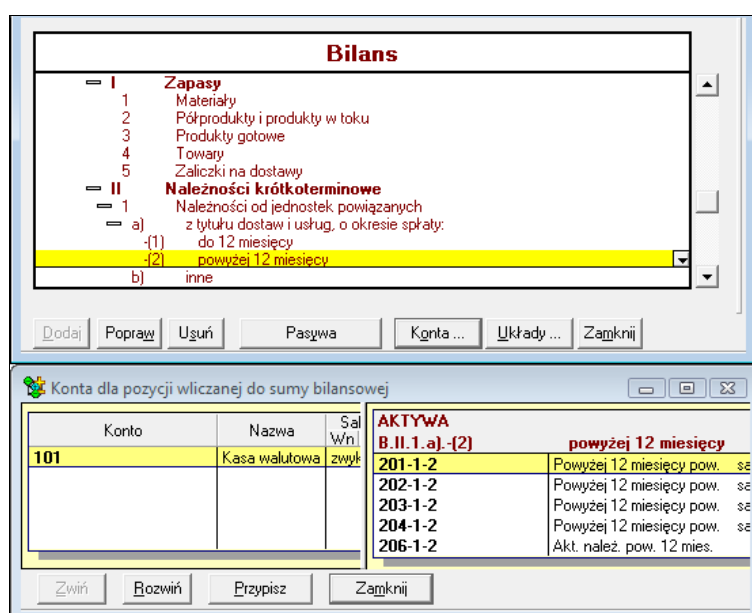 Bilans
I Zapasy
1 Materiały
2 Półprodukty i produkty w toku
3 Produkty gotowe
4 Towary
5 Zaliczki na dostawy
II Należności krótkoterminowe
1 Należności od jednostek powiązanych
a) z tytułu dostaw i usług, o okresie spłaty:
-(1) do 12 miesięcy
-(2) powyżej 12 miesięcy
b) inne
Dodaj Popraw Usuń Pasywa Konta ... Układy ... Zamknij
Konta dla pozycji wliczanej do sumy bilansowej
Konto Nazwa Sal
Wn
101 Kasa walutowa zwyk
AKTYWA
B.II.1.a).-(2) powyżej 12 miesięcy
201-1-2 Powyżej 12 miesięcy pow. sa
202-1-2 Powyżej 12 miesięcy pow. sa
203-1-2 Powyżej 12 miesięcy pow. sa
204-1-2 Powyżej 12 miesięcy pow. sa
206-1-2 Akt. należ. pow. 12 mies.
Zwiń Rozwiń Przypisz Zamknij